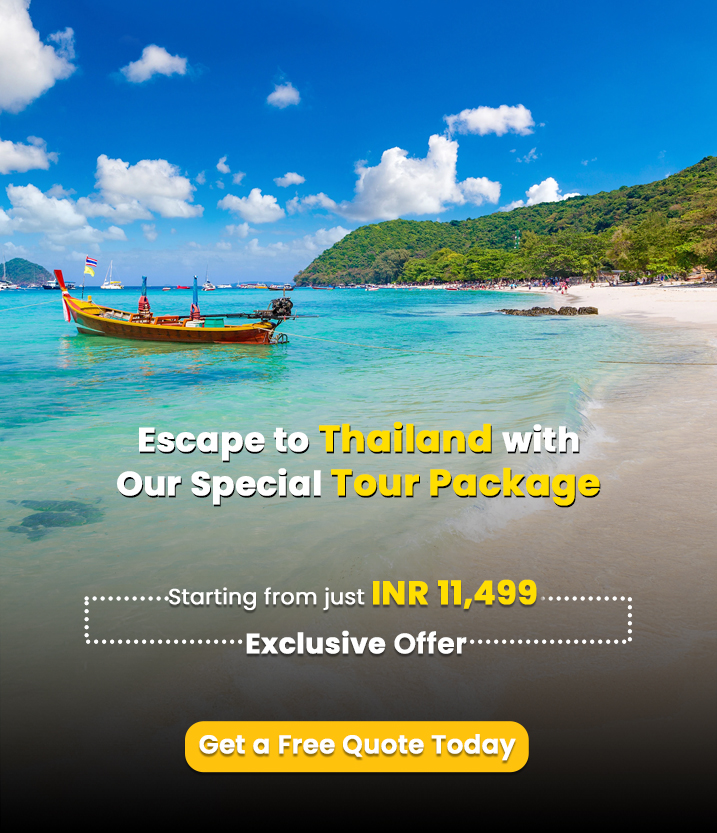 Escape to Thailand with
Our Special Tour Package
Starting from just INR 11,499
Exclusive Offer
Get a Free Quote Today